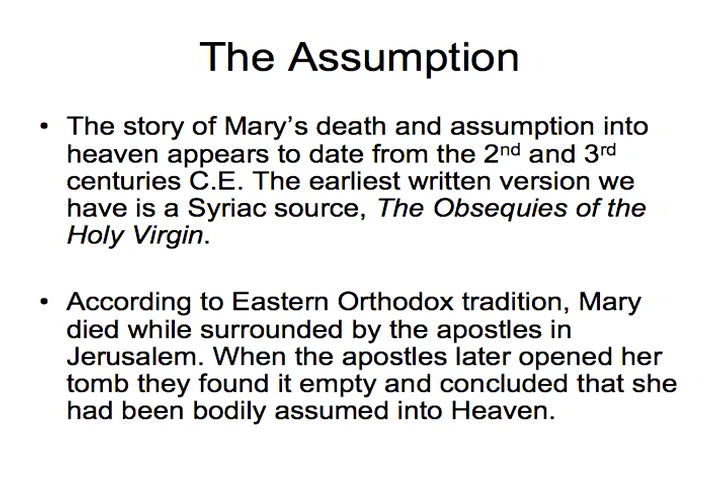 The Assumption
• The story of Mary’s death and assumption into
heaven appears to date from the 2nd and 3rd
centuries C.E. The earliest written version we
have is a Syriac source, The Obsequies of the
Holy Virgin.
• According to Eastern Orthodox tradition, Mary
died while surrounded by the apostles in
Jerusalem. When the apostles later opened her
tomb they found it empty and concluded that she
had been bodily assumed into Heaven.